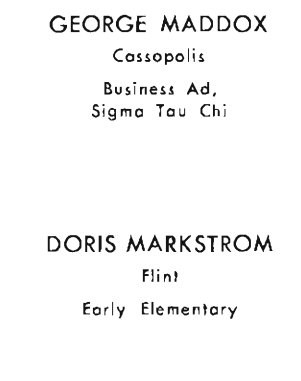 GEORGE MADDOX
Cassopolis
Business Ad,
Sigma Tau Chi
DORIS MARKSTROM
Flint
Early Elementary